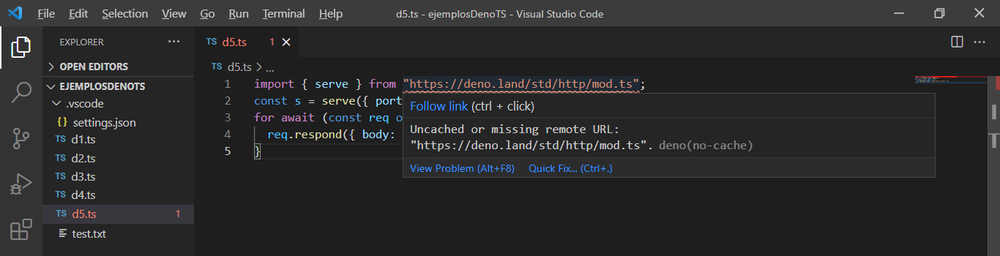 File Edit Selection View Go Run Terminal Help d5.ts - ejemplosDenoTS - Visual Studio Code
EXPLORER ...
OPEN EDITORS
EJEMPLOSDENOTS
.vscode
{} settings.json
TS d1.ts
TS d2.ts
TS d3.ts
TS d4.ts
TS d5.ts 1
test.txt
TS d5.ts 1
TS d5.ts > ...
1 import { serve } from "https://deno.land/std/http/mod.ts";
2 const s = serve({ port
3 for await (const req o
4 req.respond({ body:
5 }
Follow link (ctrl + click)
Uncached or missing remote URL:
"https://deno.land/std/http/mod.ts". deno(no-cache)
View Problem (Alt+F8) Quick Fix... (Ctrl+.)